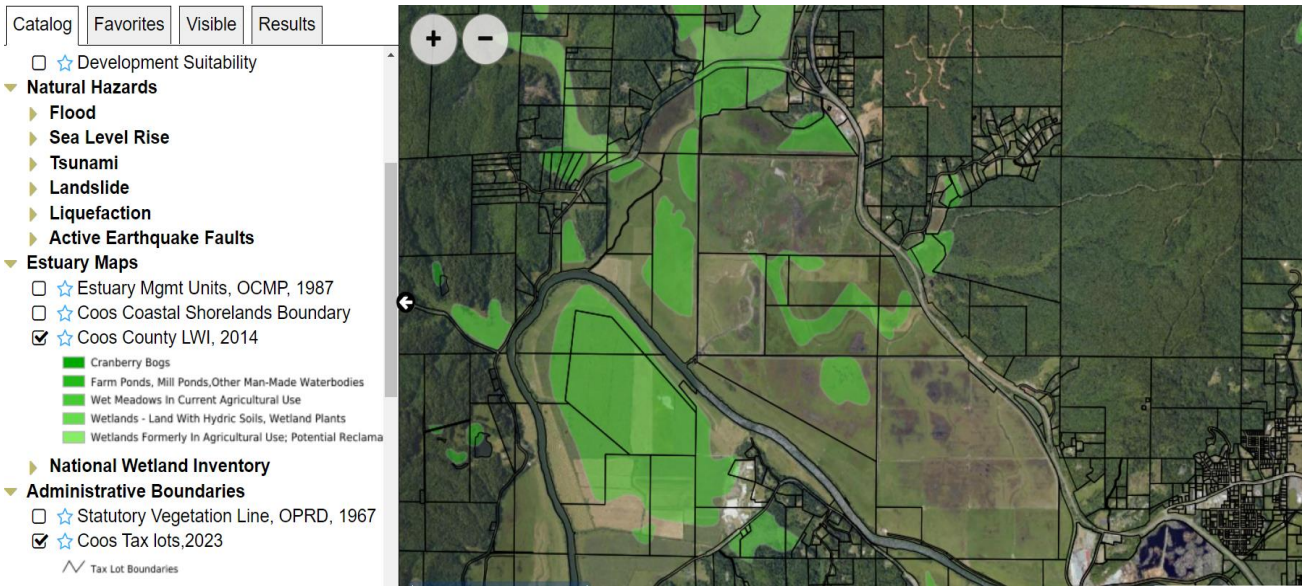 Catalog Favorites Visible Results
Development Suitability
Natural Hazards
Flood
Sea Level Rise
Tsunami
Landslide
Liquefaction
Active Earthquake Faults
Estuary Maps
Estuary Mgmt Units, OCMP, 1987
Coos Coastal Shorelands Boundary
Coos County LWI, 2014
Cranberry Bogs
Farm Ponds, Mill Ponds,Other Man-Made Waterbodies
Wet Meadows In Current Agricultural Use
Wetlands - Land With Hydric Soils, Wetland Plants
Wetlands Formerly In Agricultural Use; Potential Reclama
National Wetland Inventory
Administrative Boundaries
Statutory Vegetation Line, OPRD, 1967
Coos Tax lots,2023
Tax Lot Boundaries